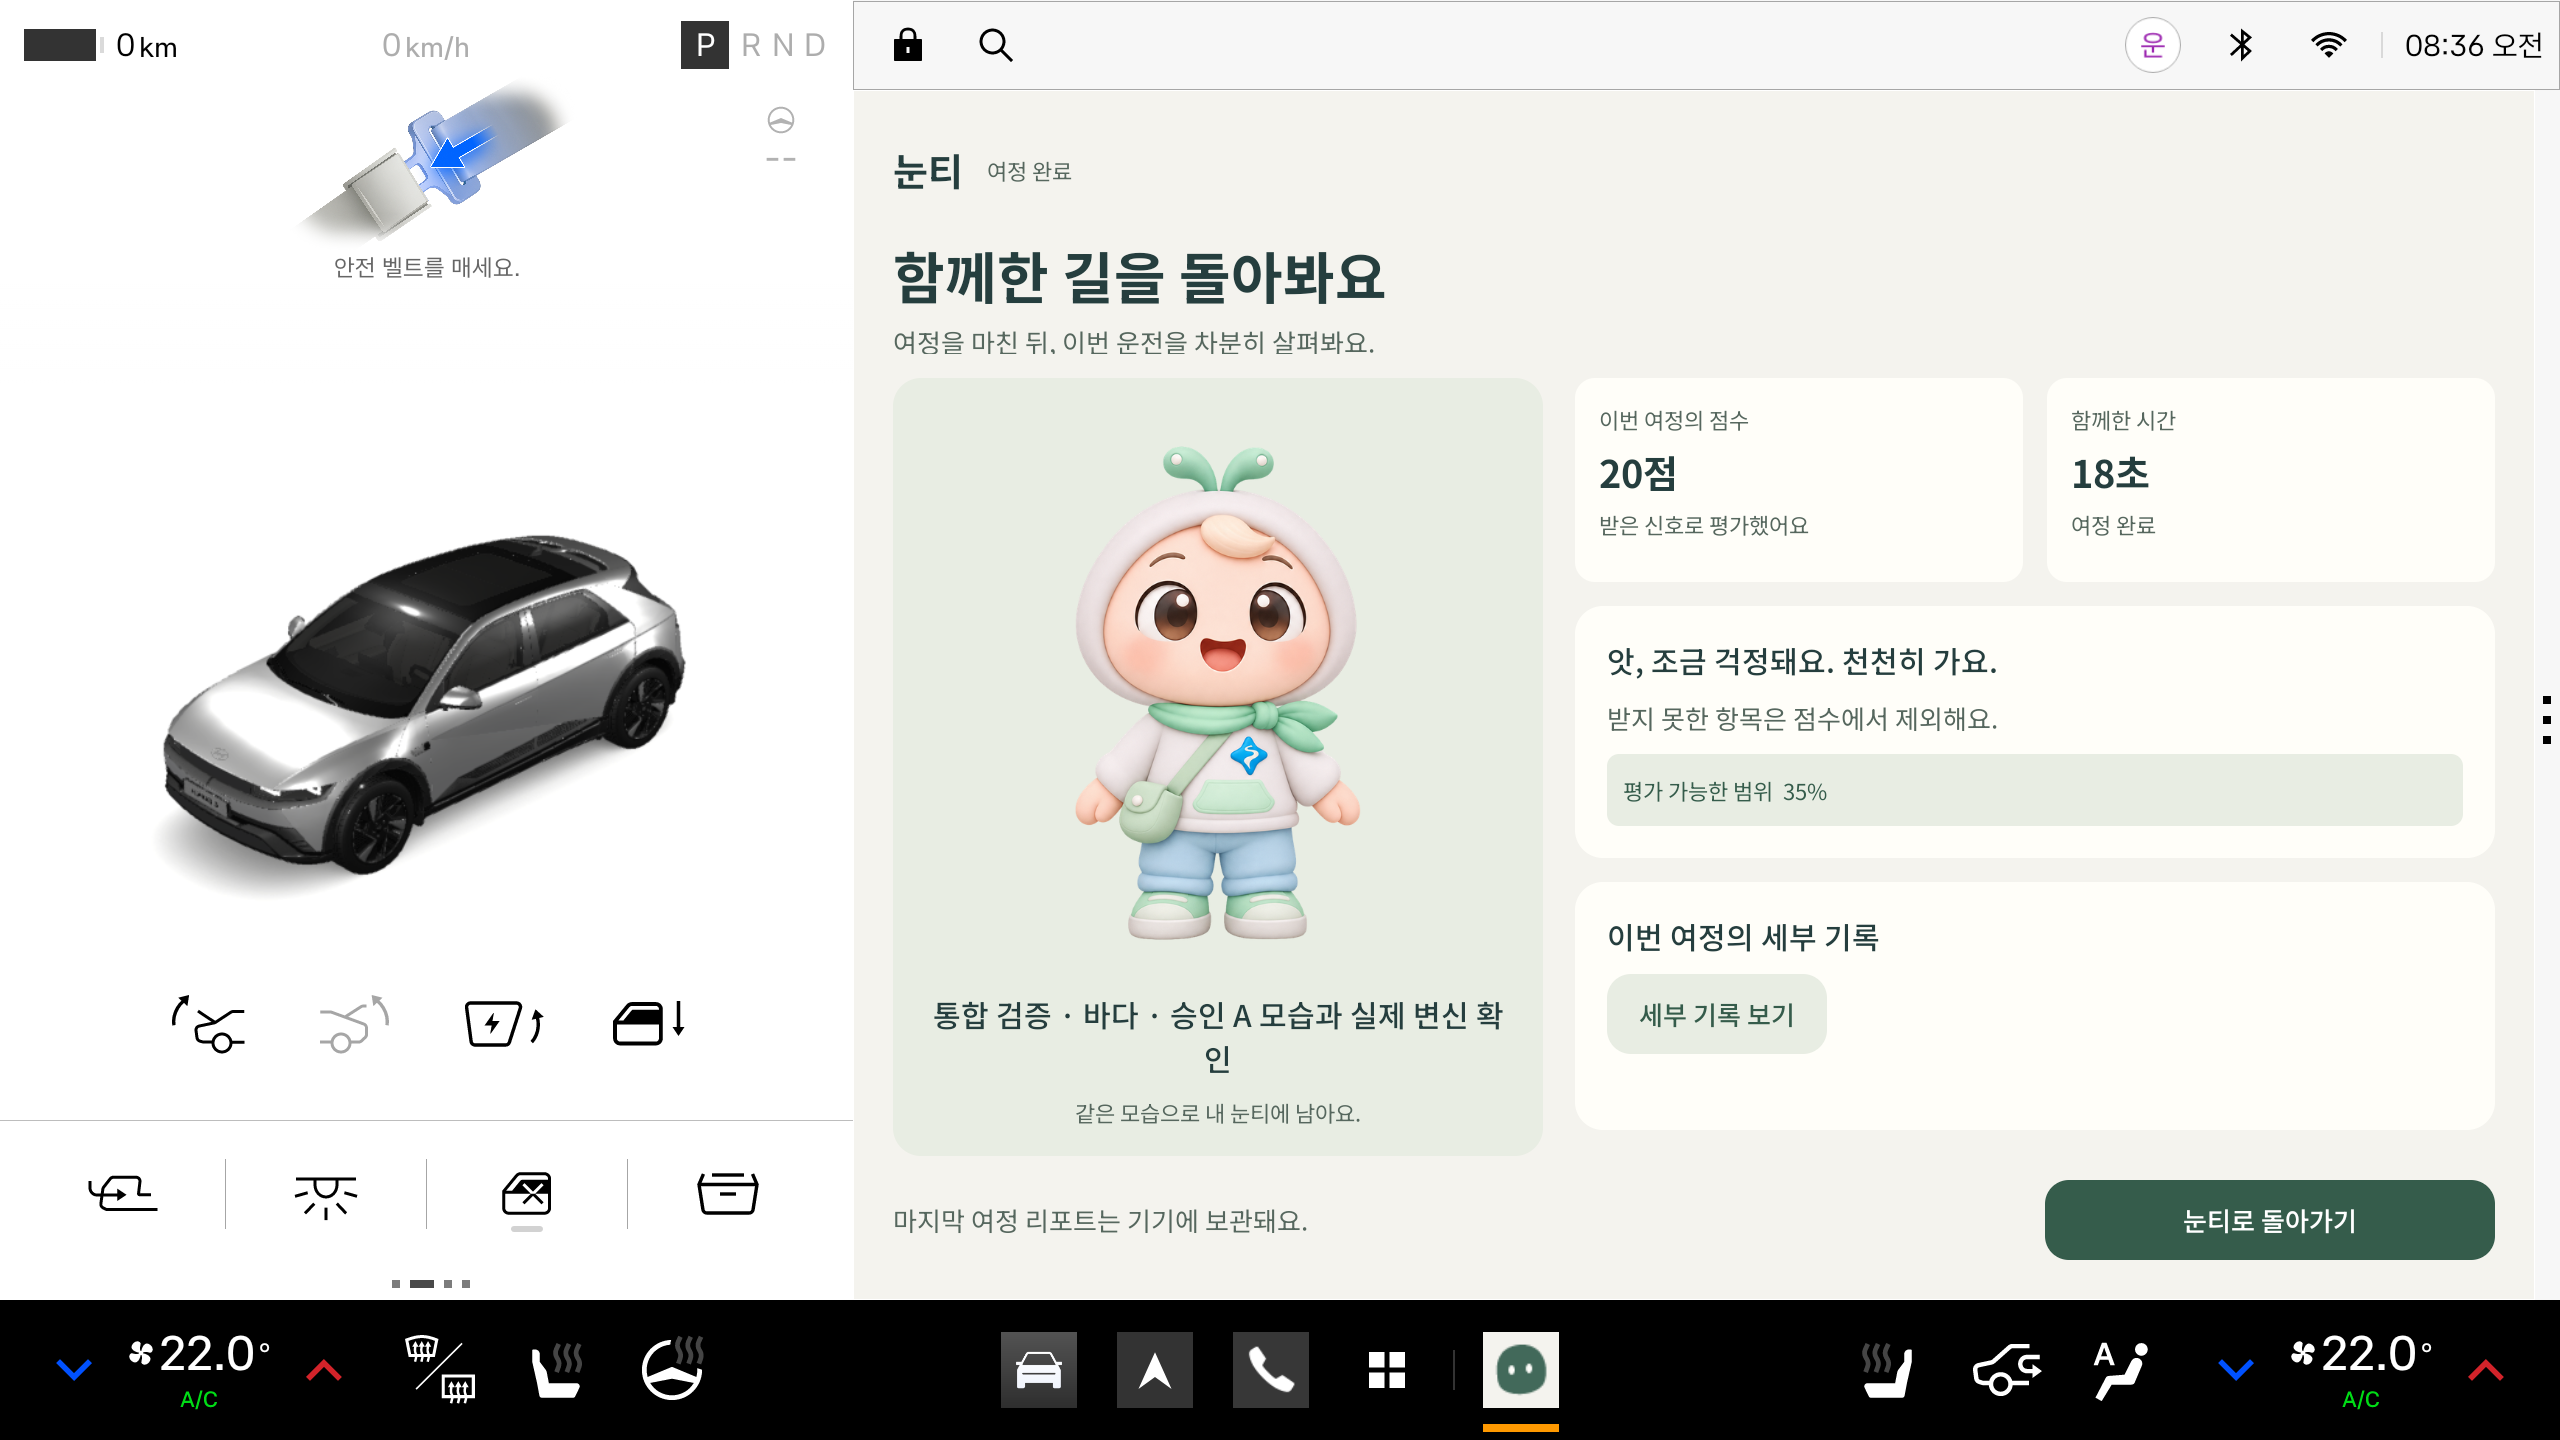 0 km
0 km/h
P R N D
안전 벨트를 매세요.
운
08:36 오전
눈티 여정 완료
함께한 길을 돌아봐요
여정을 마친 뒤, 이번 운전을 차분히 살펴봐요.
통합 검증 · 바다 · 승인 A 모습과 실제 변신 확
인
같은 모습으로 내 눈티에 남아요.
이번 여정의 점수
20점
받은 신호로 평가했어요
함께한 시간
18초
여정 완료
앗, 조금 걱정돼요. 천천히 가요.
받지 못한 항목은 점수에서 제외해요.
평가 가능한 범위 35%
이번 여정의 세부 기록
세부 기록 보기
마지막 여정 리포트는 기기에 보관돼요.
눈티로 돌아가기
22.0°
A/C
A
22.0°
A/C